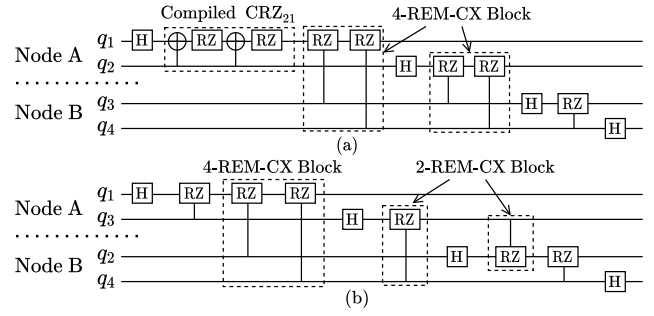 Compiled CRZ21
4-REM-CX Block
Node A
q1 H RZ RZ RZ RZ
q2 H RZ RZ
Node B
q3 H RZ
q4 H
(a)
4-REM-CX Block
2-REM-CX Block
Node A
q1 H RZ RZ RZ
q3 H RZ
Node B
q2 H RZ RZ
q4 H
(b)